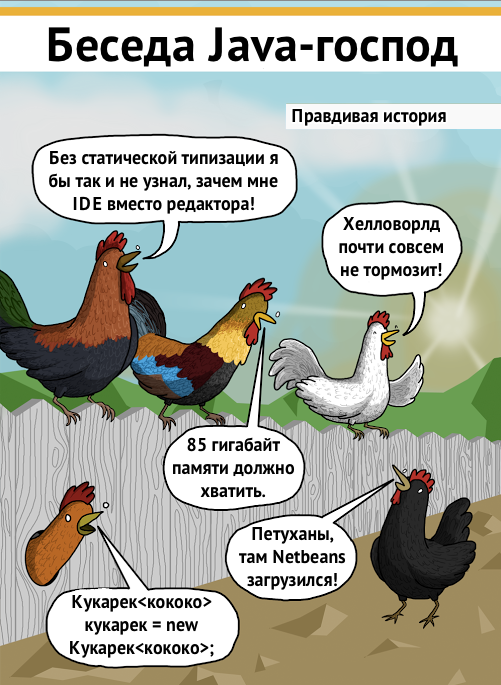 Беседа Java-господ
Правдивая история
Без статической типизации я
бы так и не узнал, зачем мне
IDE вместо редактора!
Хелловорлд
почти совсем
не тормозит!
85 гигабайт
памяти должно
хватить.
Петуханы,
там Netbeans
загрузился!
Кукарек<кококо>
кукарек = new
Кукарек<кококо>;